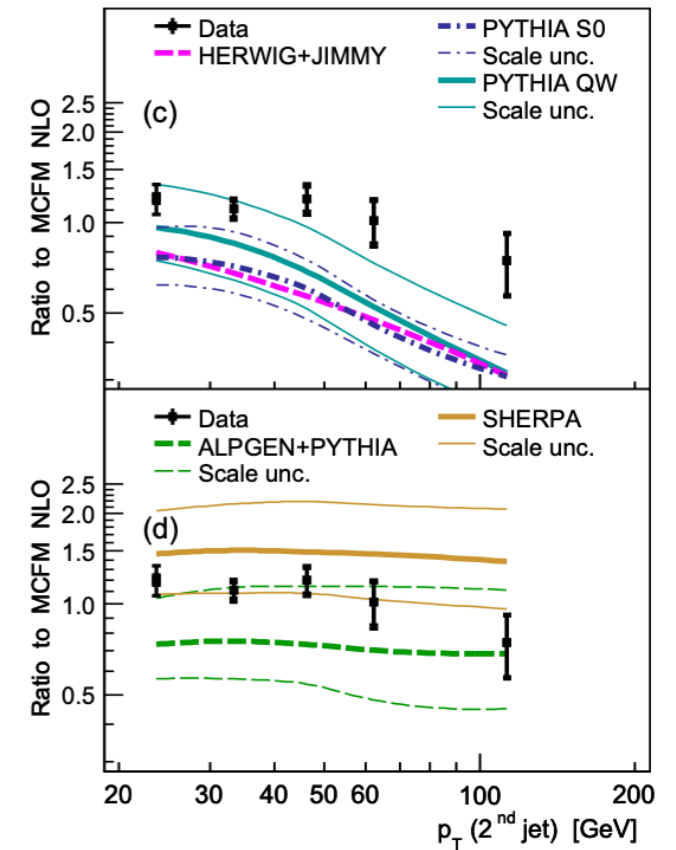 Data
HERWIG+JIMMY
PYTHIA S0
Scale unc.
PYTHIA QW
Scale unc.
(c)
Ratio to MCFM NLO
2.5
2.0
1.5
1.0
0.5
Data
ALPGEN+PYTHIA
Scale unc.
SHERPA
Scale unc.
(d)
Ratio to MCFM NLO
2.5
2.0
1.5
1.0
0.5
20 30 40 50 60 100 200
p_T (2^nd jet) [GeV]